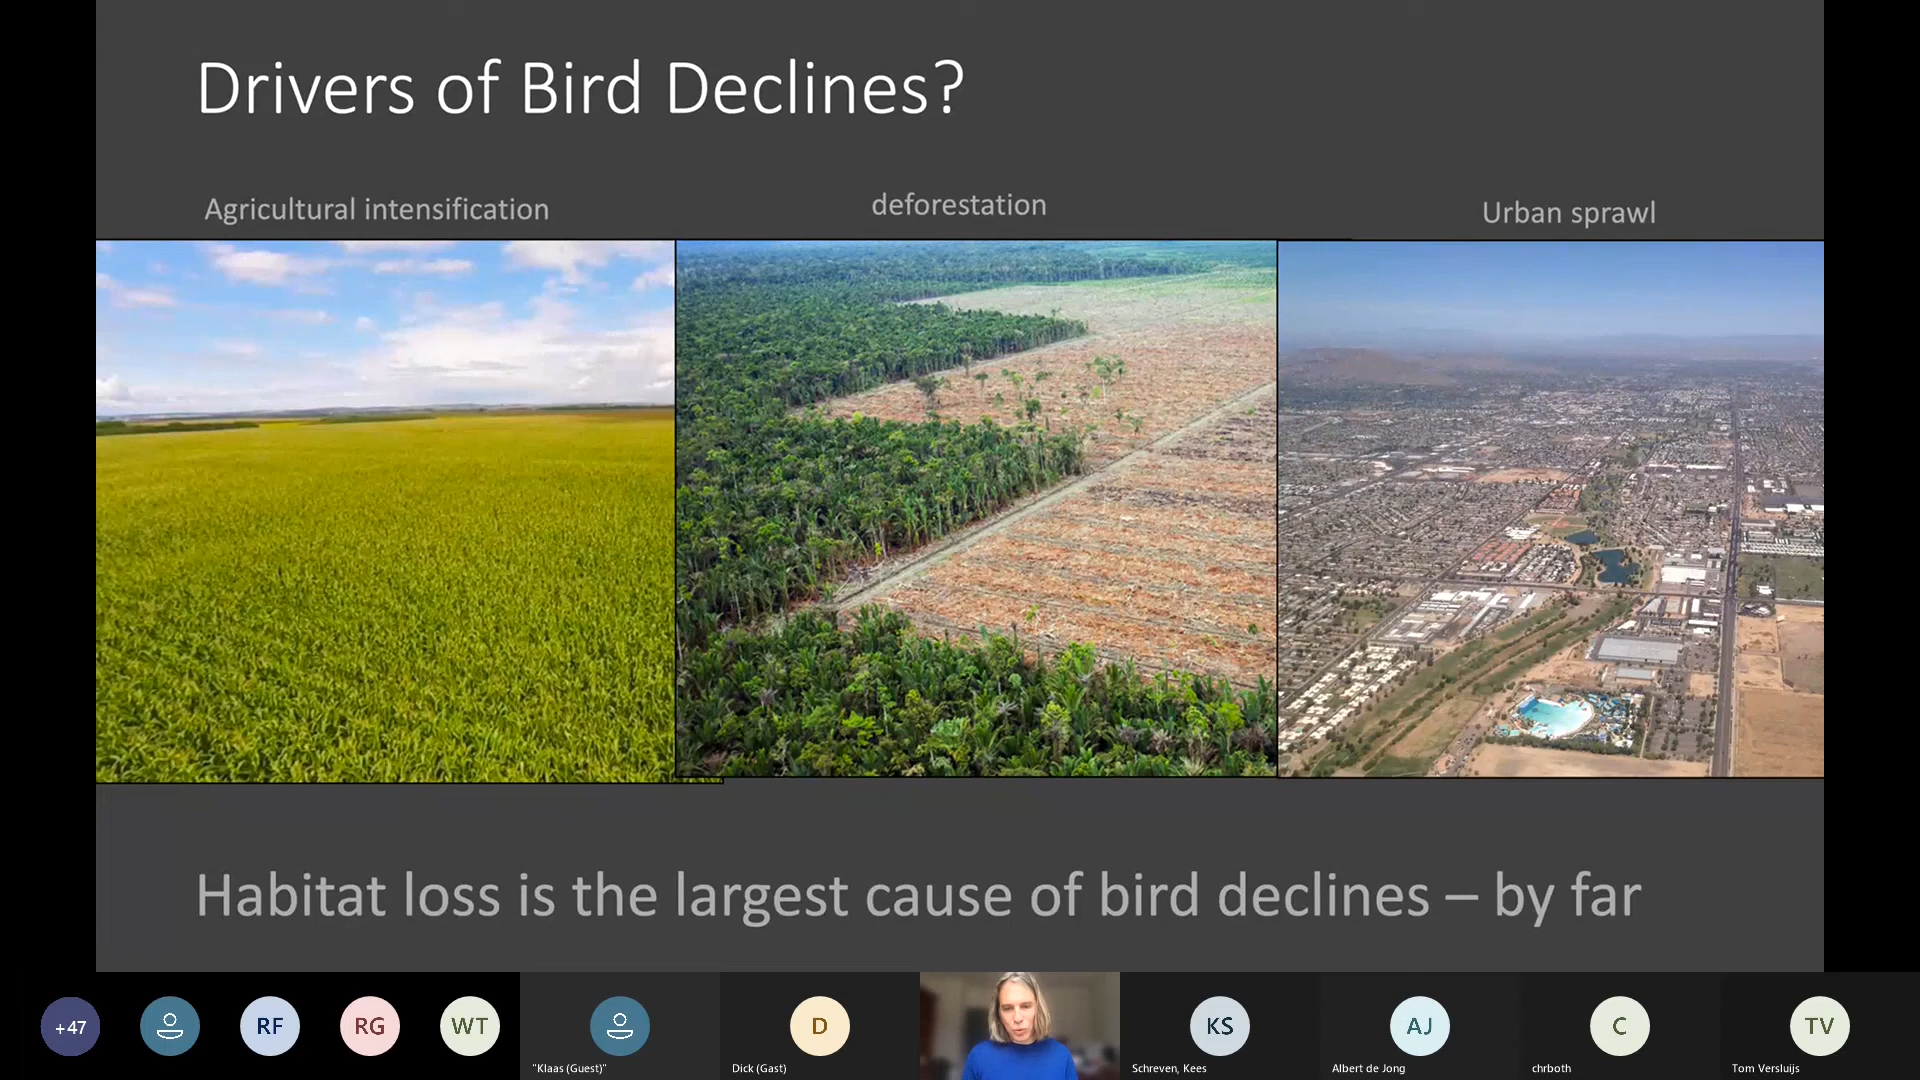 Drivers of Bird Declines?
Agricultural intensification
deforestation
Urban sprawl
Habitat loss is the largest cause of bird declines – by far
+47
RF
RG
WT
"Klaas (Guest)"
D
Dick (Gast)
KS
Schreven, Kees
AJ
Albert de Jong
C
chrboth
TV
Tom Versluijs